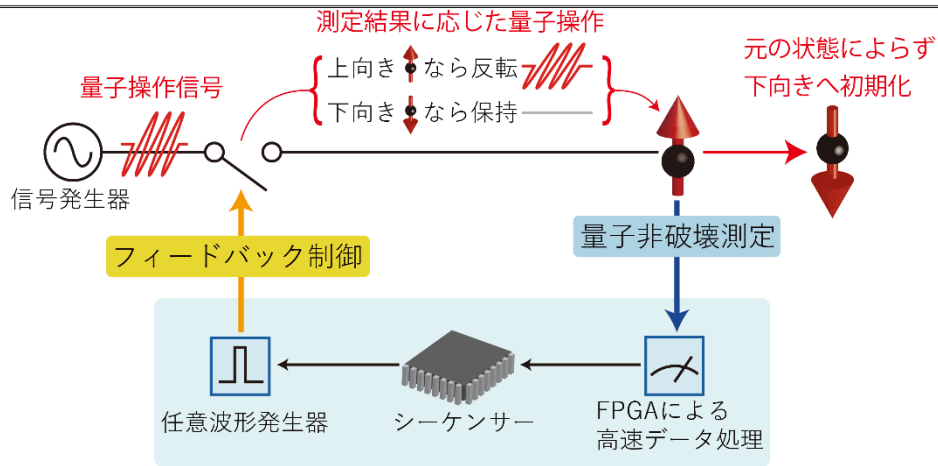 測定結果に応じた量子操作
元の状態によらず
下向きへ初期化
上向き なら反転
下向き なら保持
量子操作信号
信号発生器
フィードバック制御
量子非破壊測定
任意波形発生器
シーケンサー
FPGAによる
高速データ処理